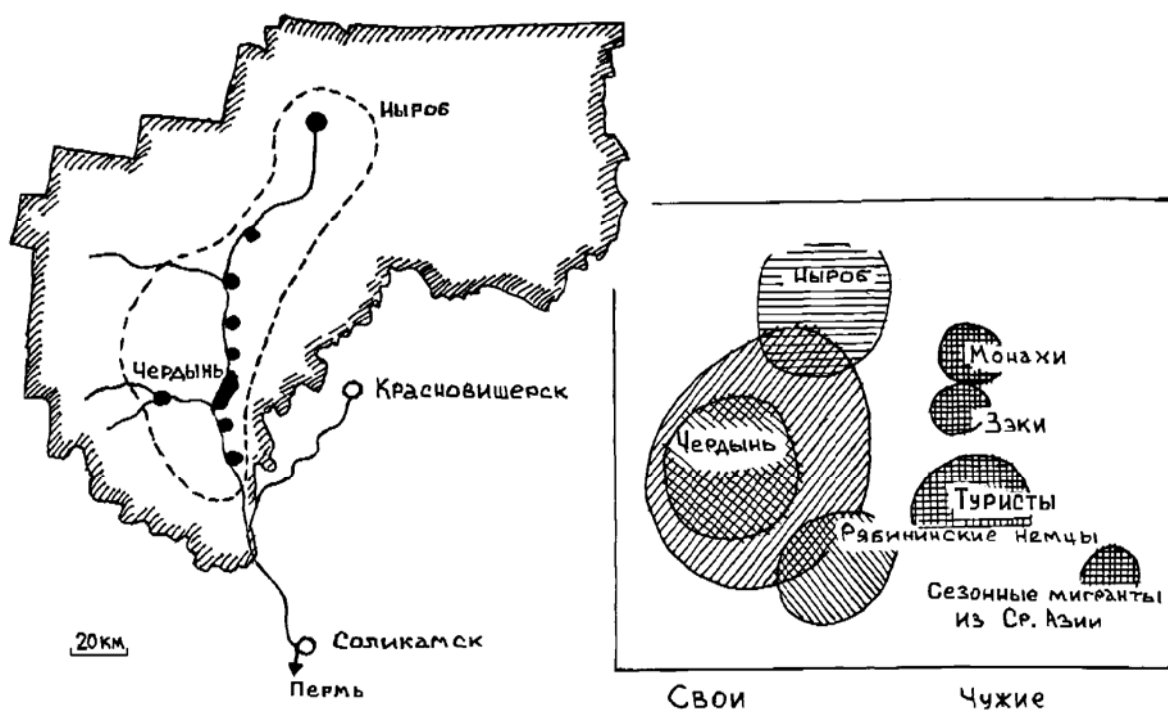 Ныроб
Чердынь
Красновишерск
20км
Соликамск
Пермь
Ныроб
Монахи
Зэки
Чердынь
Туристы
Рябининские немцы
Сезонные мигранты
из Ср. Азии
Свои
Чужие